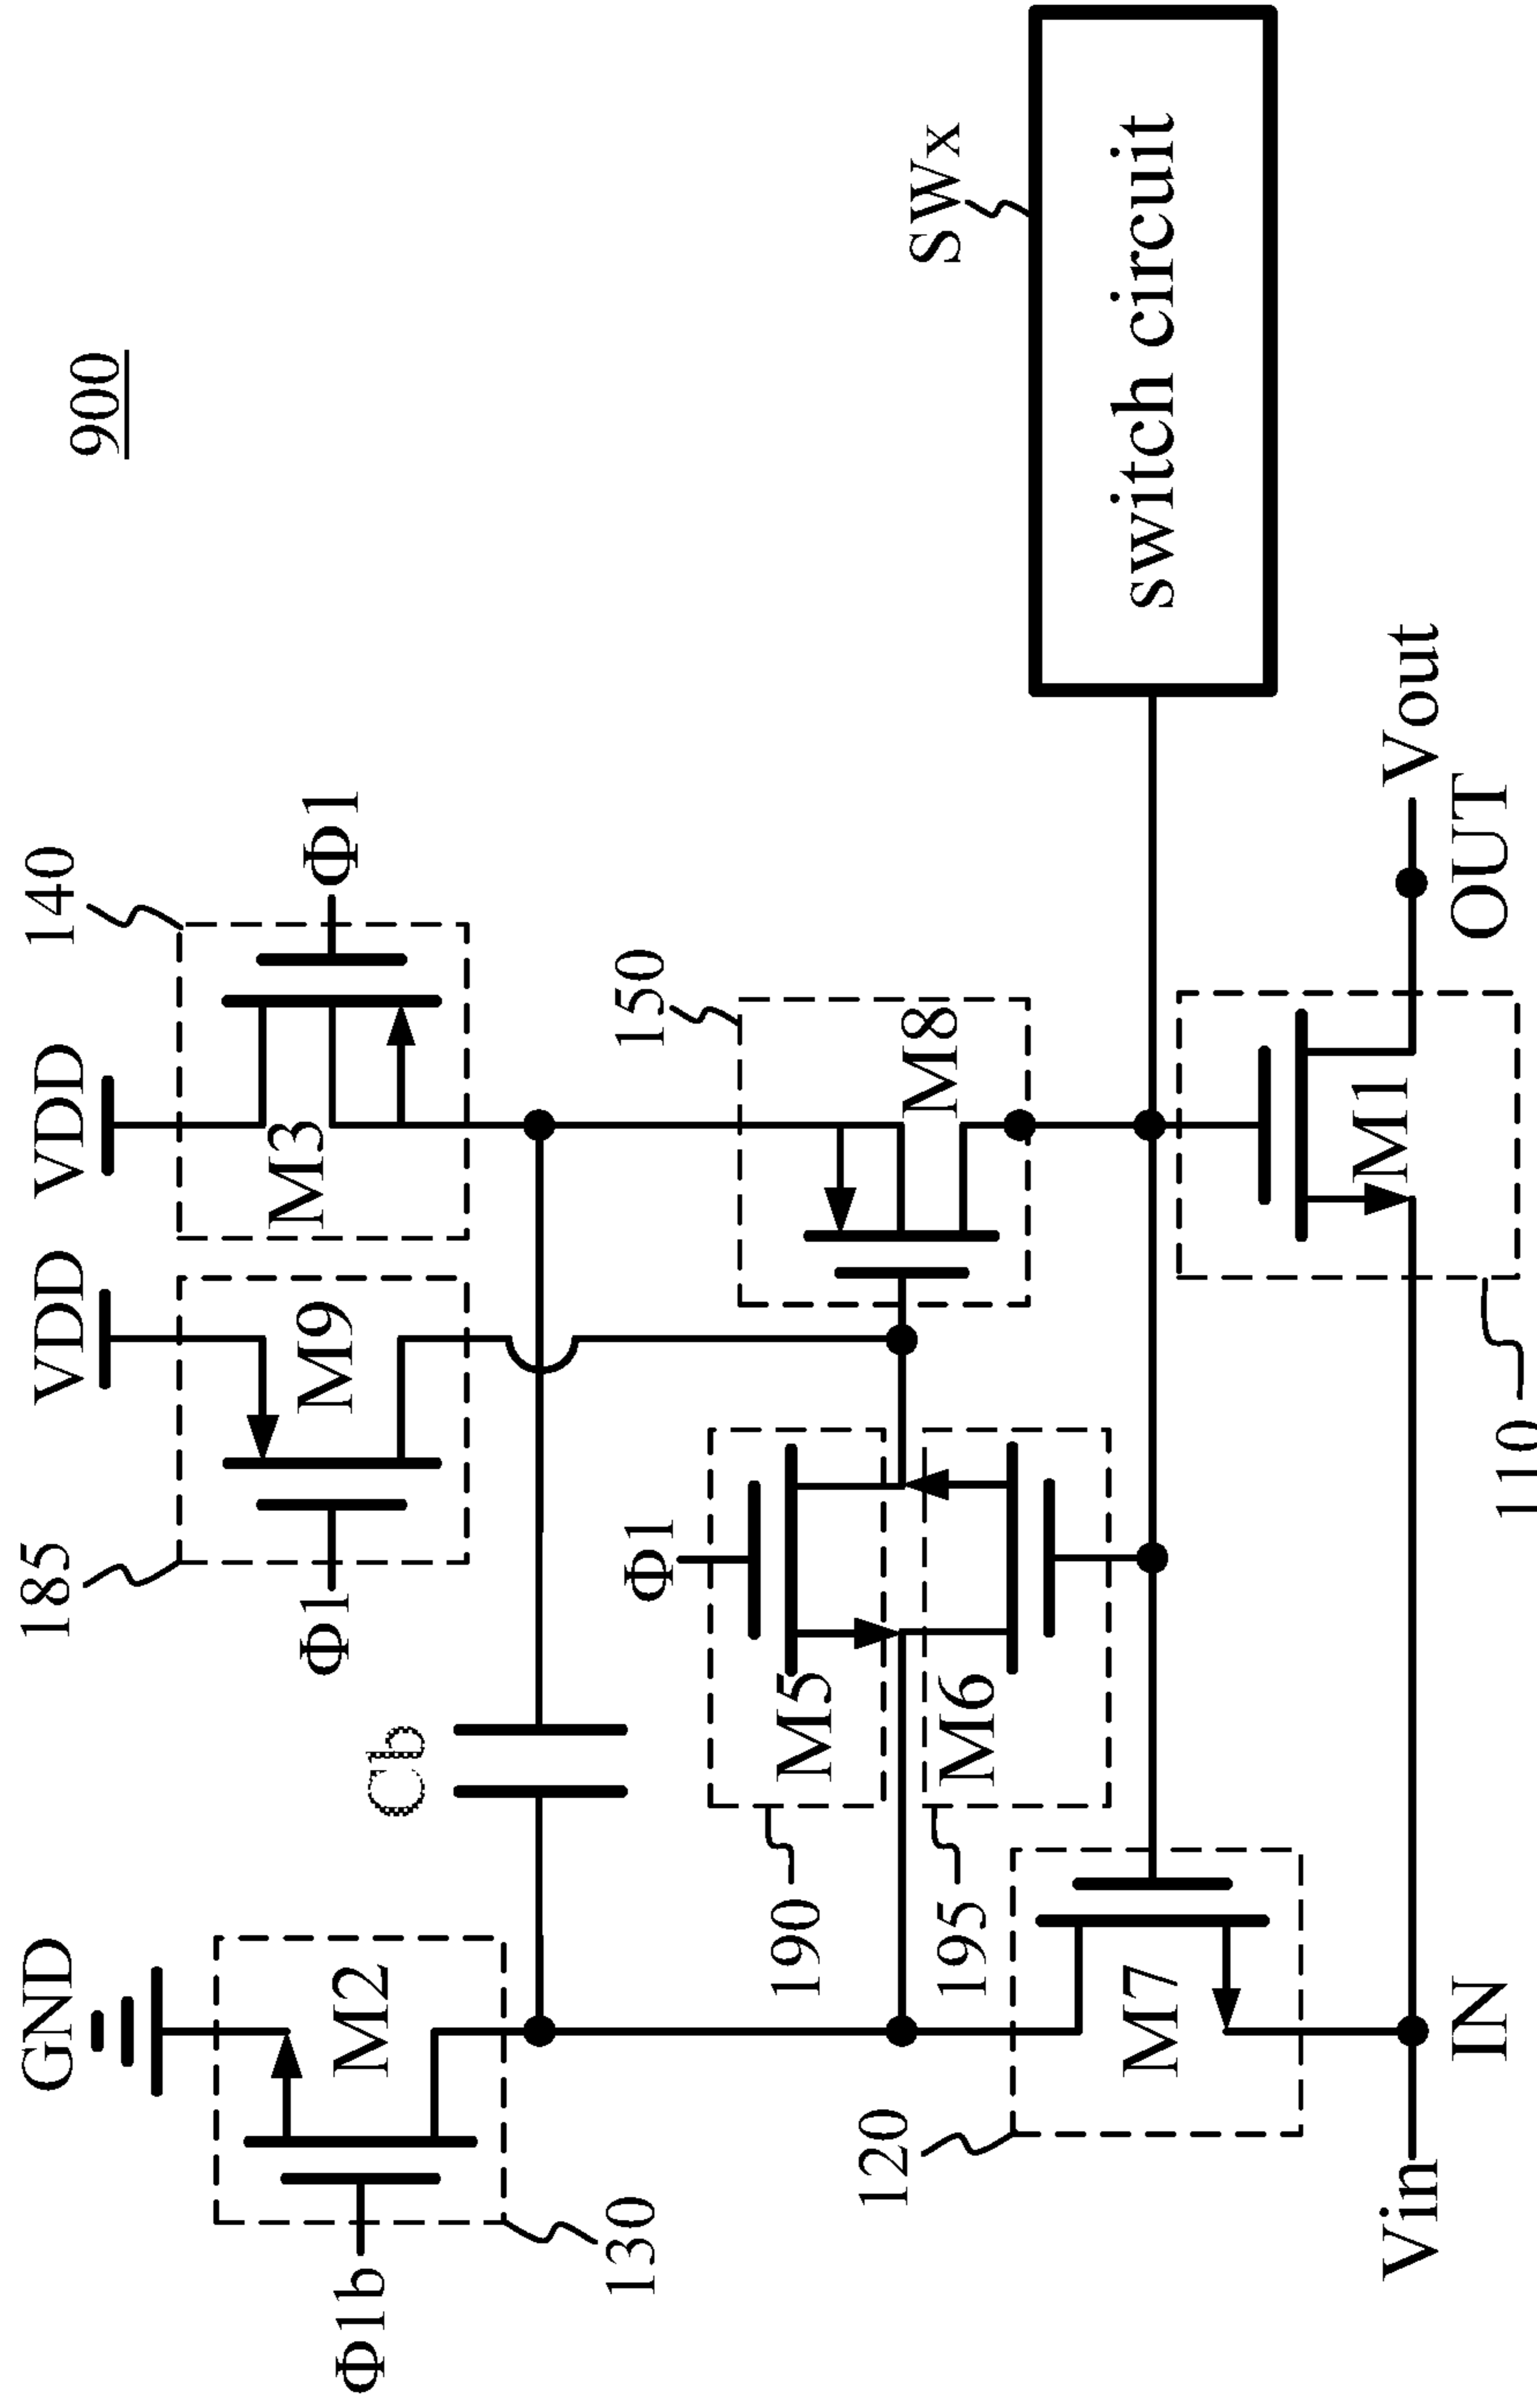 900
GND
VDD
VDD
185
140
Φ1b
M2
Φ1
M9
M3
Φ1
Cb
130
Φ1
150
190
M5
M8
120
195
M6
SWx
M7
switch circuit
110
M1
Vin
IN
Vout
OUT